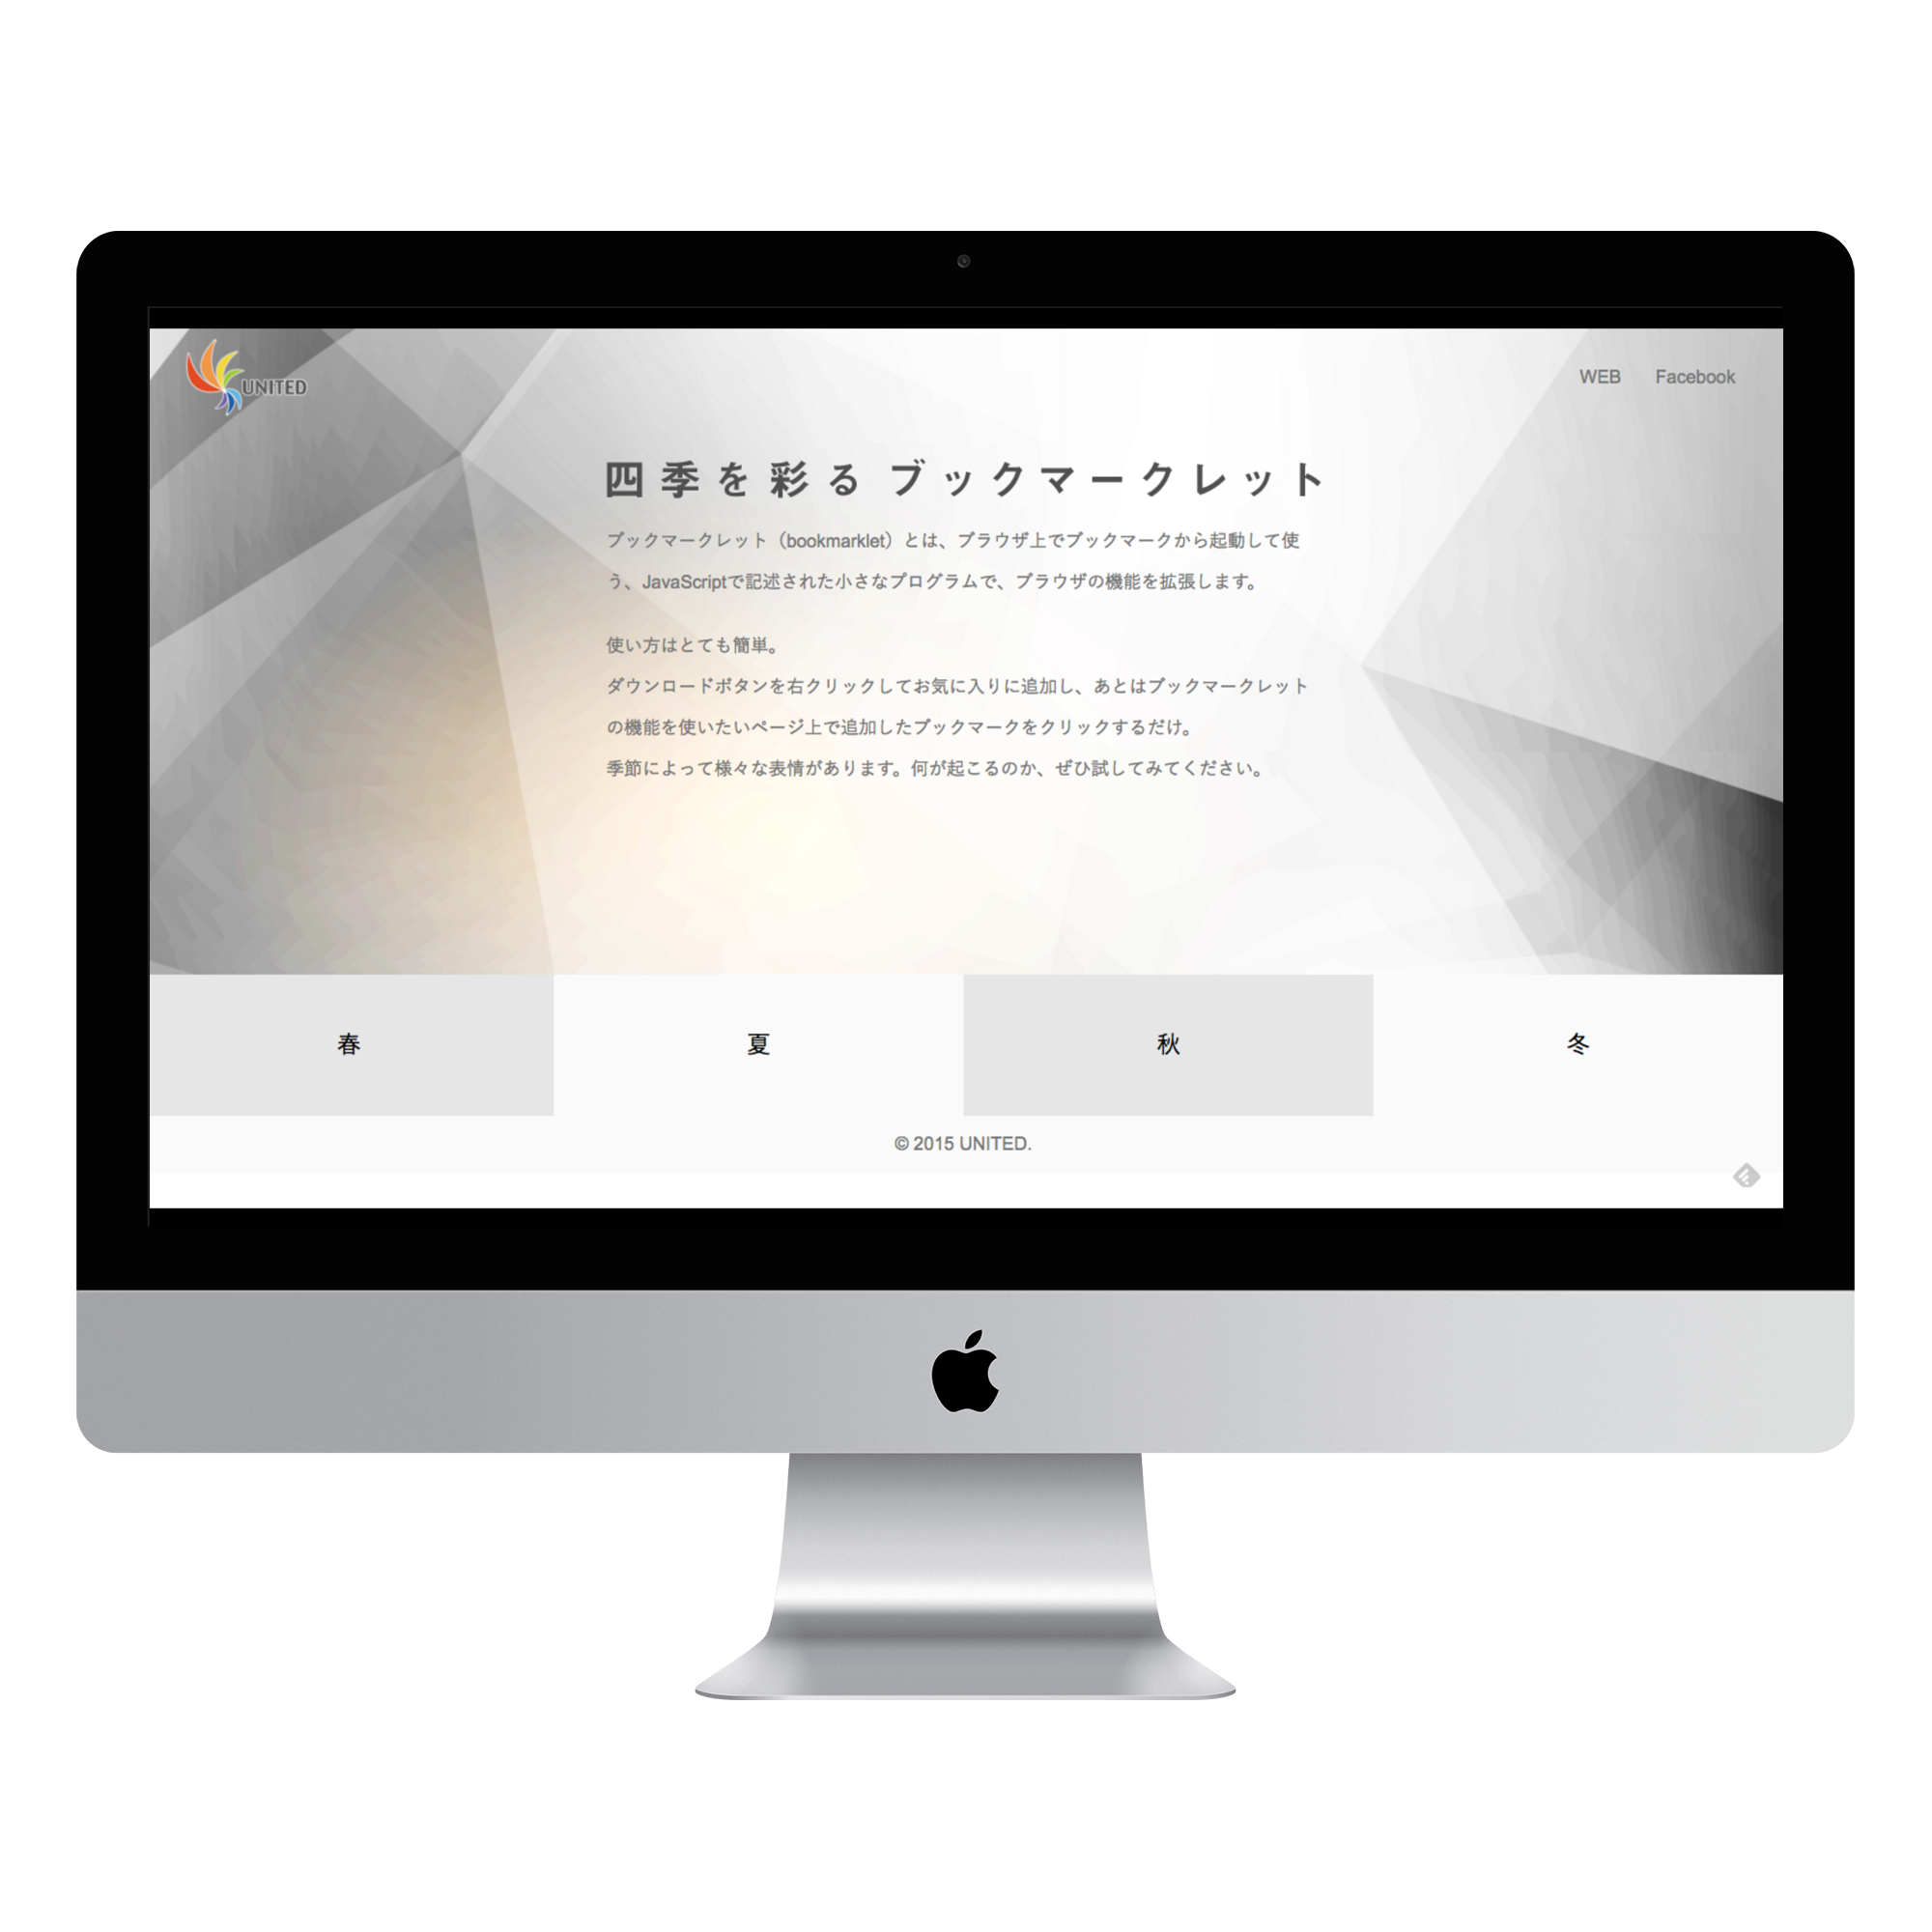 UNITED
WEB Facebook
四季を彩るブックマークレット
ブックマークレット（bookmarklet）とは、ブラウザ上でブックマークから起動して使
う、JavaScriptで記述された小さなプログラムで、ブラウザの機能を拡張します。
使い方はとても簡単。
ダウンロードボタンを右クリックしてお気に入りに追加し、あとはブックマークレット
の機能を使いたいページ上で追加したブックマークをクリックするだけ。
季節によって様々な表情があります。何が起こるのか、ぜひ試してみてください。
春 夏 秋 冬
© 2015 UNITED.